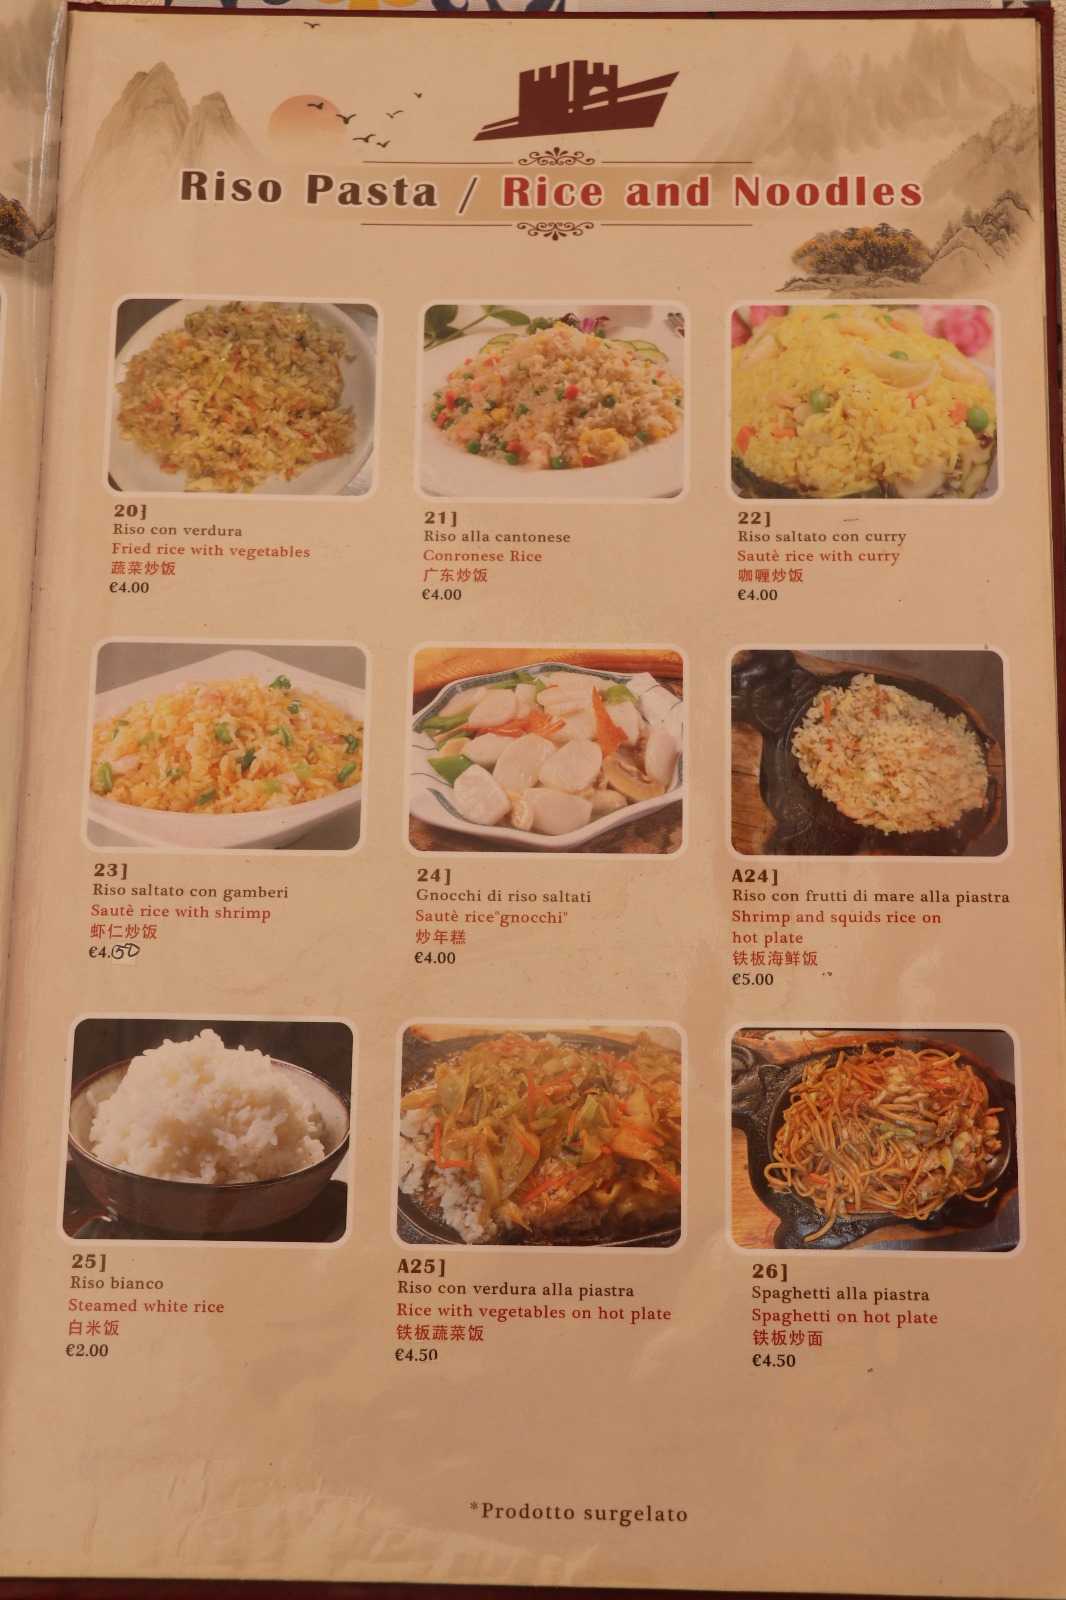 Riso Pasta / Rice and Noodles
20]
Riso con verdura
Fried rice with vegetables
蔬菜炒饭
€4.00
21]
Riso alla cantonese
Conronese Rice
广东炒饭
€4.00
22]
Riso saltato con curry
Sautè rice with curry
咖喱炒饭
€4.00
23]
Riso saltato con gamberi
Sautè rice with shrimp
虾仁炒饭
€4.50
24]
Gnocchi di riso saltati
Sautè rice"gnocchi"
炒年糕
€4.00
A24]
Riso con frutti di mare alla piastra
Shrimp and squids rice on
hot plate
铁板海鲜饭
€5.00
25]
Riso bianco
Steamed white rice
白米饭
€2.00
A25]
Riso con verdura alla piastra
Rice with vegetables on hot plate
铁板蔬菜饭
€4.50
26]
Spaghetti alla piastra
Spaghetti on hot plate
铁板炒面
€4.50
*Prodotto surgelato